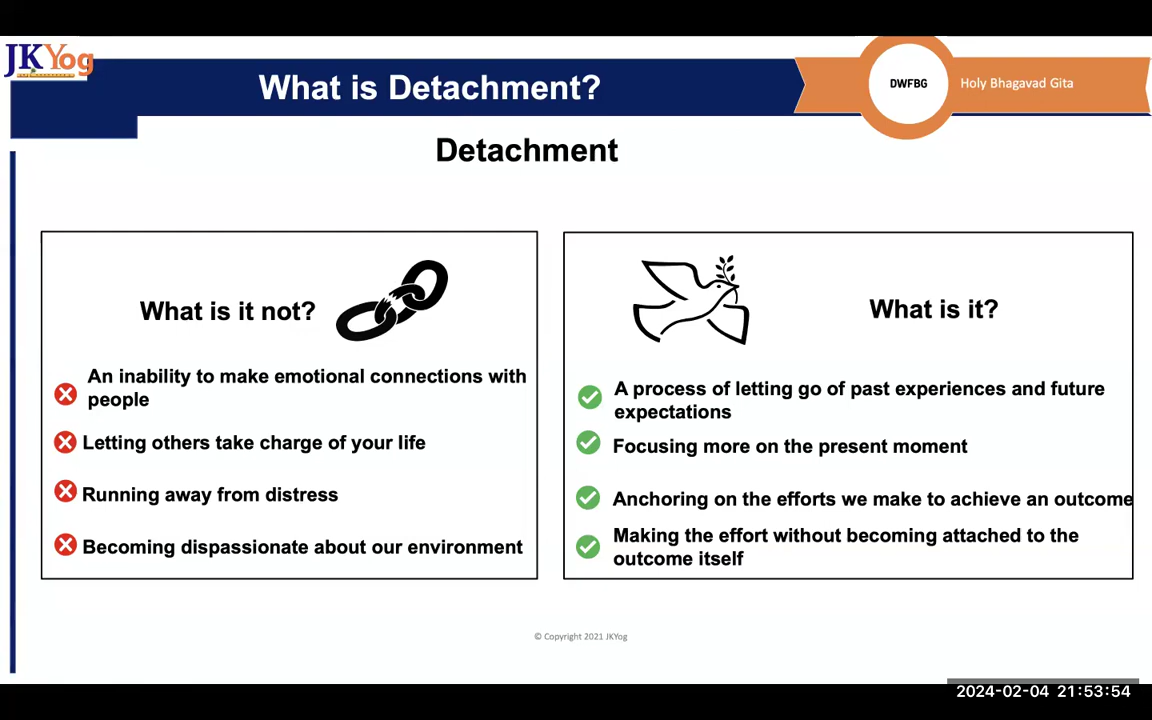 JKYog
What is Detachment?
DWFBG
Holy Bhagavad Gita
Detachment
What is it not?
An inability to make emotional connections with
people
Letting others take charge of your life
Running away from distress
Becoming dispassionate about our environment
What is it?
A process of letting go of past experiences and future
expectations
Focusing more on the present moment
Anchoring on the efforts we make to achieve an outcome
Making the effort without becoming attached to the
outcome itself
© Copyright 2021 JKYog
2024-02-04 21:53:54